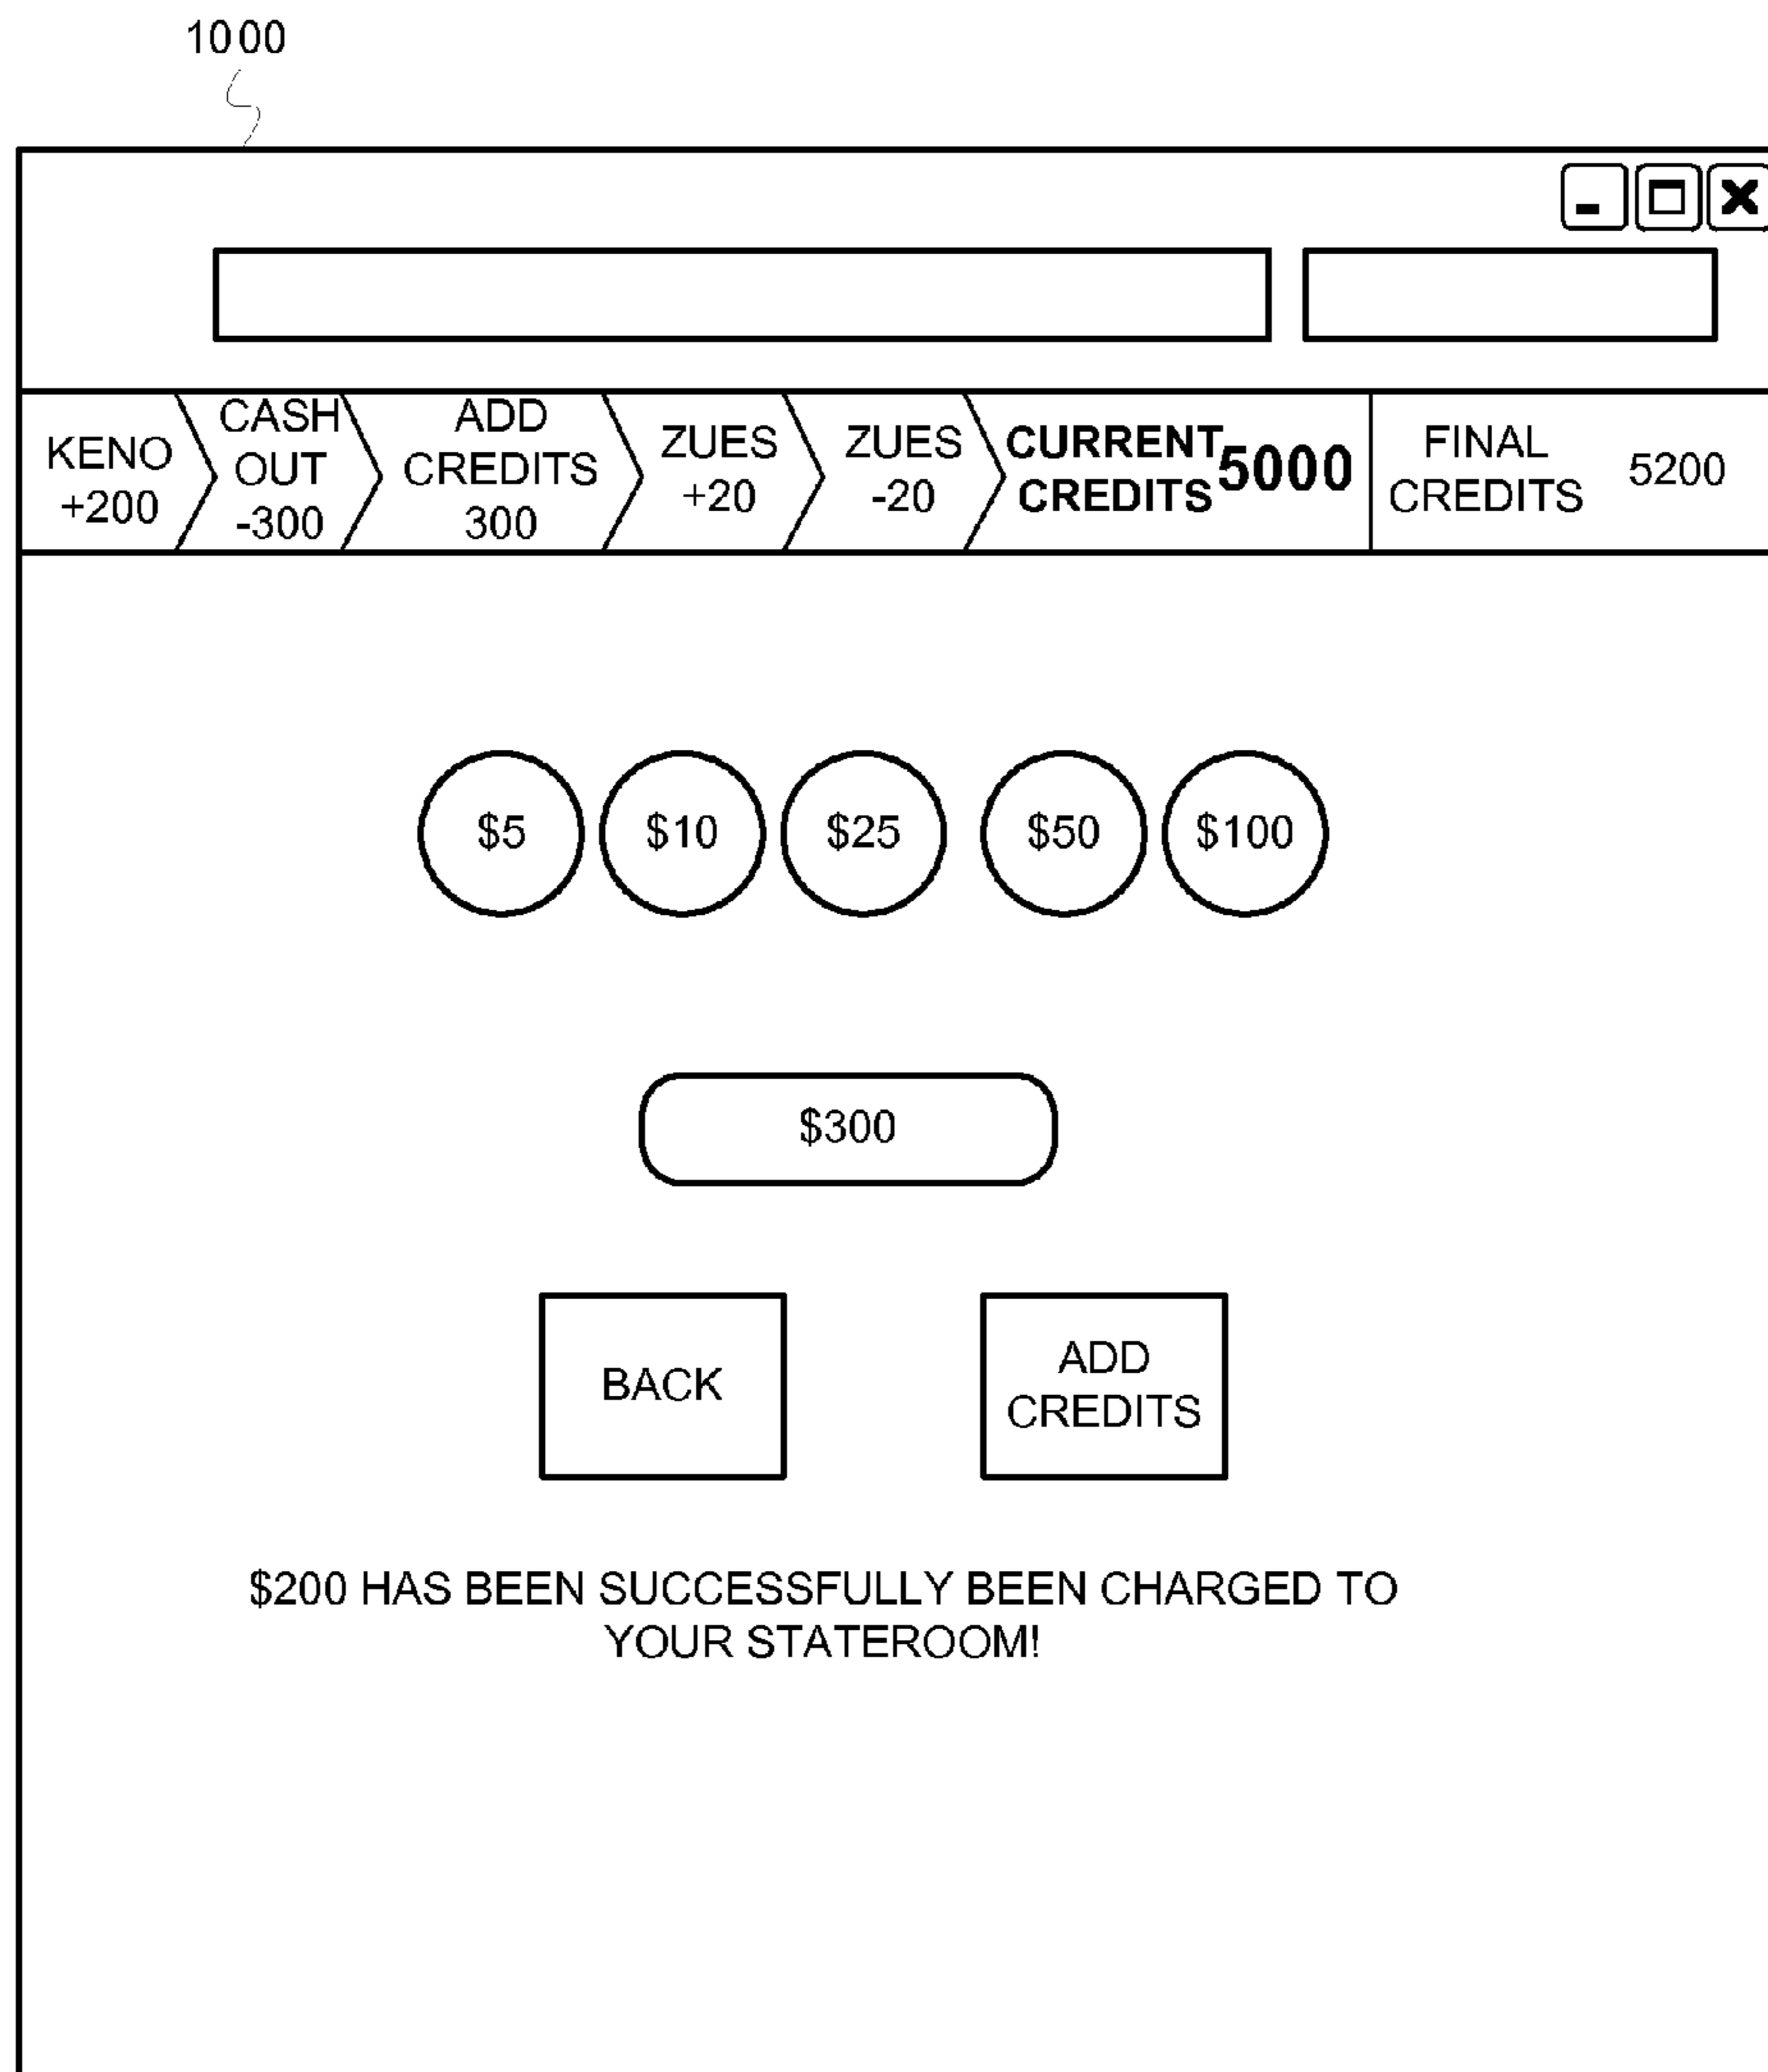 1000
KENO
+200
CASH
OUT
-300
ADD
CREDITS
300
ZUES
+20
ZUES
-20
CURRENT
CREDITS
5000
FINAL
CREDITS
5200
$5
$10
$25
$50
$100
$300
BACK
ADD
CREDITS
$200 HAS BEEN SUCCESSFULLY BEEN CHARGED TO
YOUR STATEROOM!